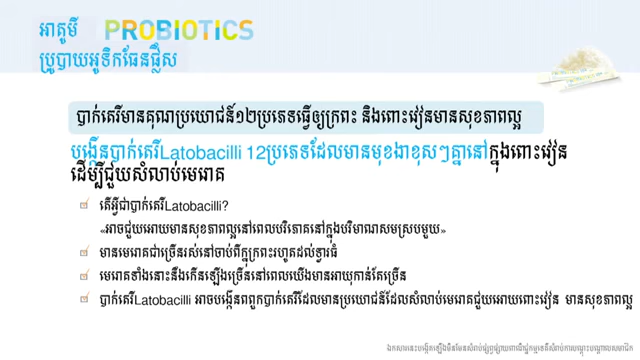 អាតូមី PROBIOTICS
ប្រូបាយអូទិកធែនផ្លឹស
បាក់តេរីមានគុណប្រយោជន៍១២ប្រភេទធ្វើឲ្យក្រពះ និងពោះវៀនមានសុខភាពល្អ
បង្កើនបាក់តេរីLatobacilli 12ប្រភេទដែលមានមុខងាខុសៗគ្នានៅក្នុងពោះវៀន
ដើម្បីជួយសំលាប់មេរោគ
តើអ្វីជាបាក់តេរីLatobacilli?
«អាចជួយអោយមានសុខភាពល្អនៅពេលបរិភោគនៅក្នុងបរិមាណសមស្របមួយ»
មានមេរោគជាច្រើនរស់នៅចាប់ពីក្នុងក្រពះរហូតដល់ទ្វារធំ
មេរោគទាំងនោះនឹងកើនឡើងច្រើននៅពេលយើងមានអាយុកាន់តែច្រើន
បាក់តេរីLatobacilli អាចបង្កើនពពួកបាក់តេរីដែលមានប្រយោជន៍ដែលសំលាប់មេរោគជួយអោយពោះវៀន មានសុខភាពល្អ